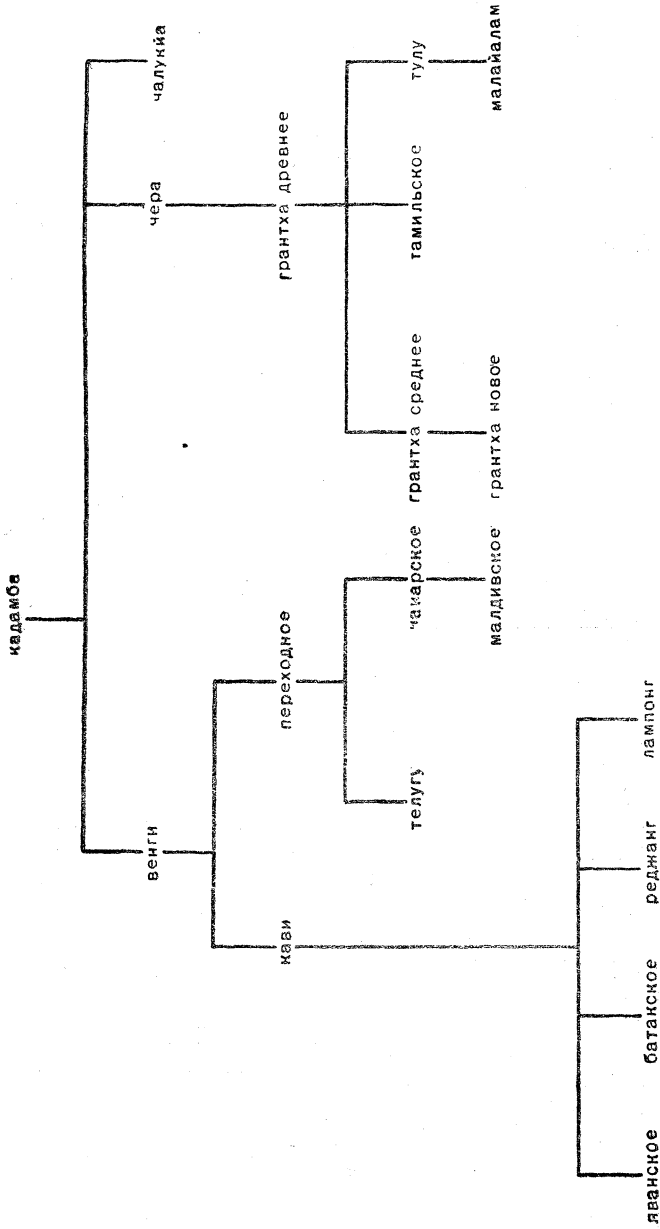 кадамба
венги чера чалукйа
кави переходное грантха древнее
телугу чакарское грантха среднее тамильское тулу
малдивское грантха новое малайалам
яванское батакское реджанг лампонг